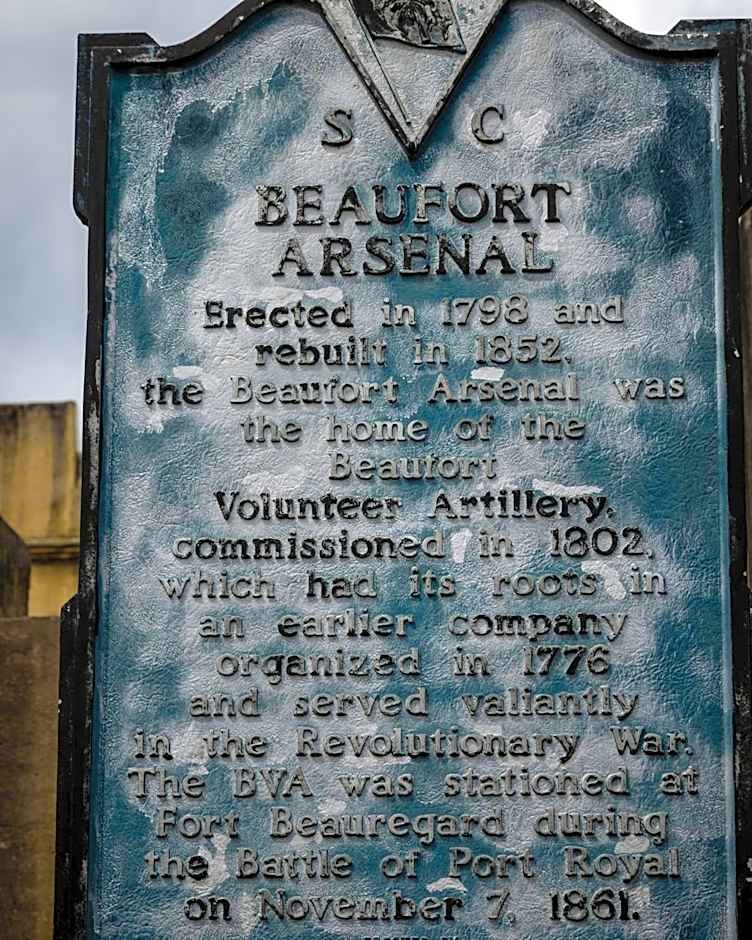 S C
BEAUFORT
ARSENAL
Erected in 1798 and
rebuilt in 1852,
the Beaufort Arsenal was
the home of the
Beaufort
Volunteer Artillery,
commissioned in 1802,
which had its roots in
an earlier company
organized in 1776
and served valiantly
in the Revolutionary War.
The BVA was stationed at
Fort Beauregard during
the Battle of Port Royal
on November 7, 1861.